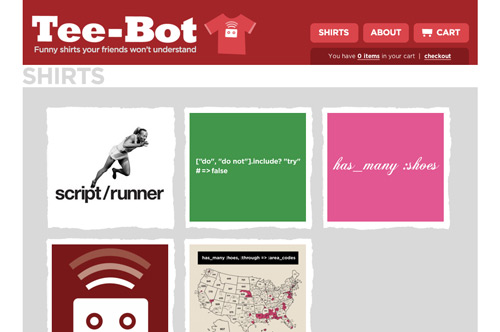 Tee-Bot
Funny shirts your friends won't understand
SHIRTS
ABOUT
CART
You have 0 items in your cart | checkout
SHIRTS
script/runner
["do", "do not"].include? "try"
# => false
has_many :shoes
has_many :hoes, :through => :area_codes